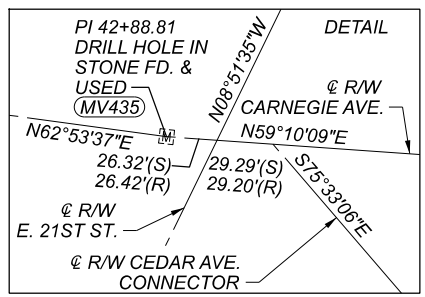 PI 42+88.81
DRILL HOLE IN
STONE FD. &
USED
MV435
DETAIL
N08°51'35"W
℄ R/W
CARNEGIE AVE.
M
N62°53'37"E
N59°10'09"E
26.32'(S)
26.42'(R)
29.29'(S)
29.20'(R)
S75°33'06"E
℄ R/W
E. 21ST ST.
℄ R/W CEDAR AVE.
CONNECTOR